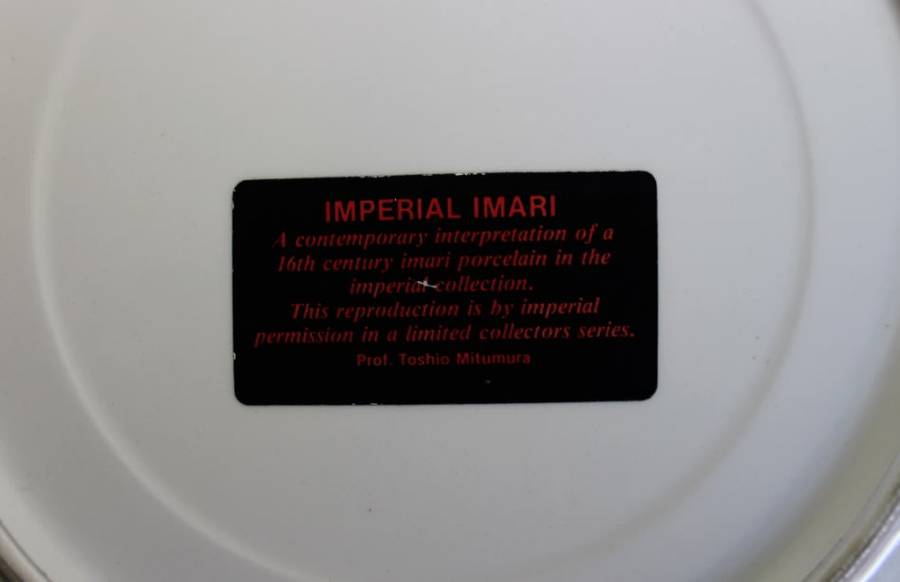 IMPERIAL IMARI
A contemporary interpretation of a
16th century imari porcelain in the
imperial collection.
This reproduction is by imperial
permission in a limited collectors series.
Prof. Toshio Mitumura